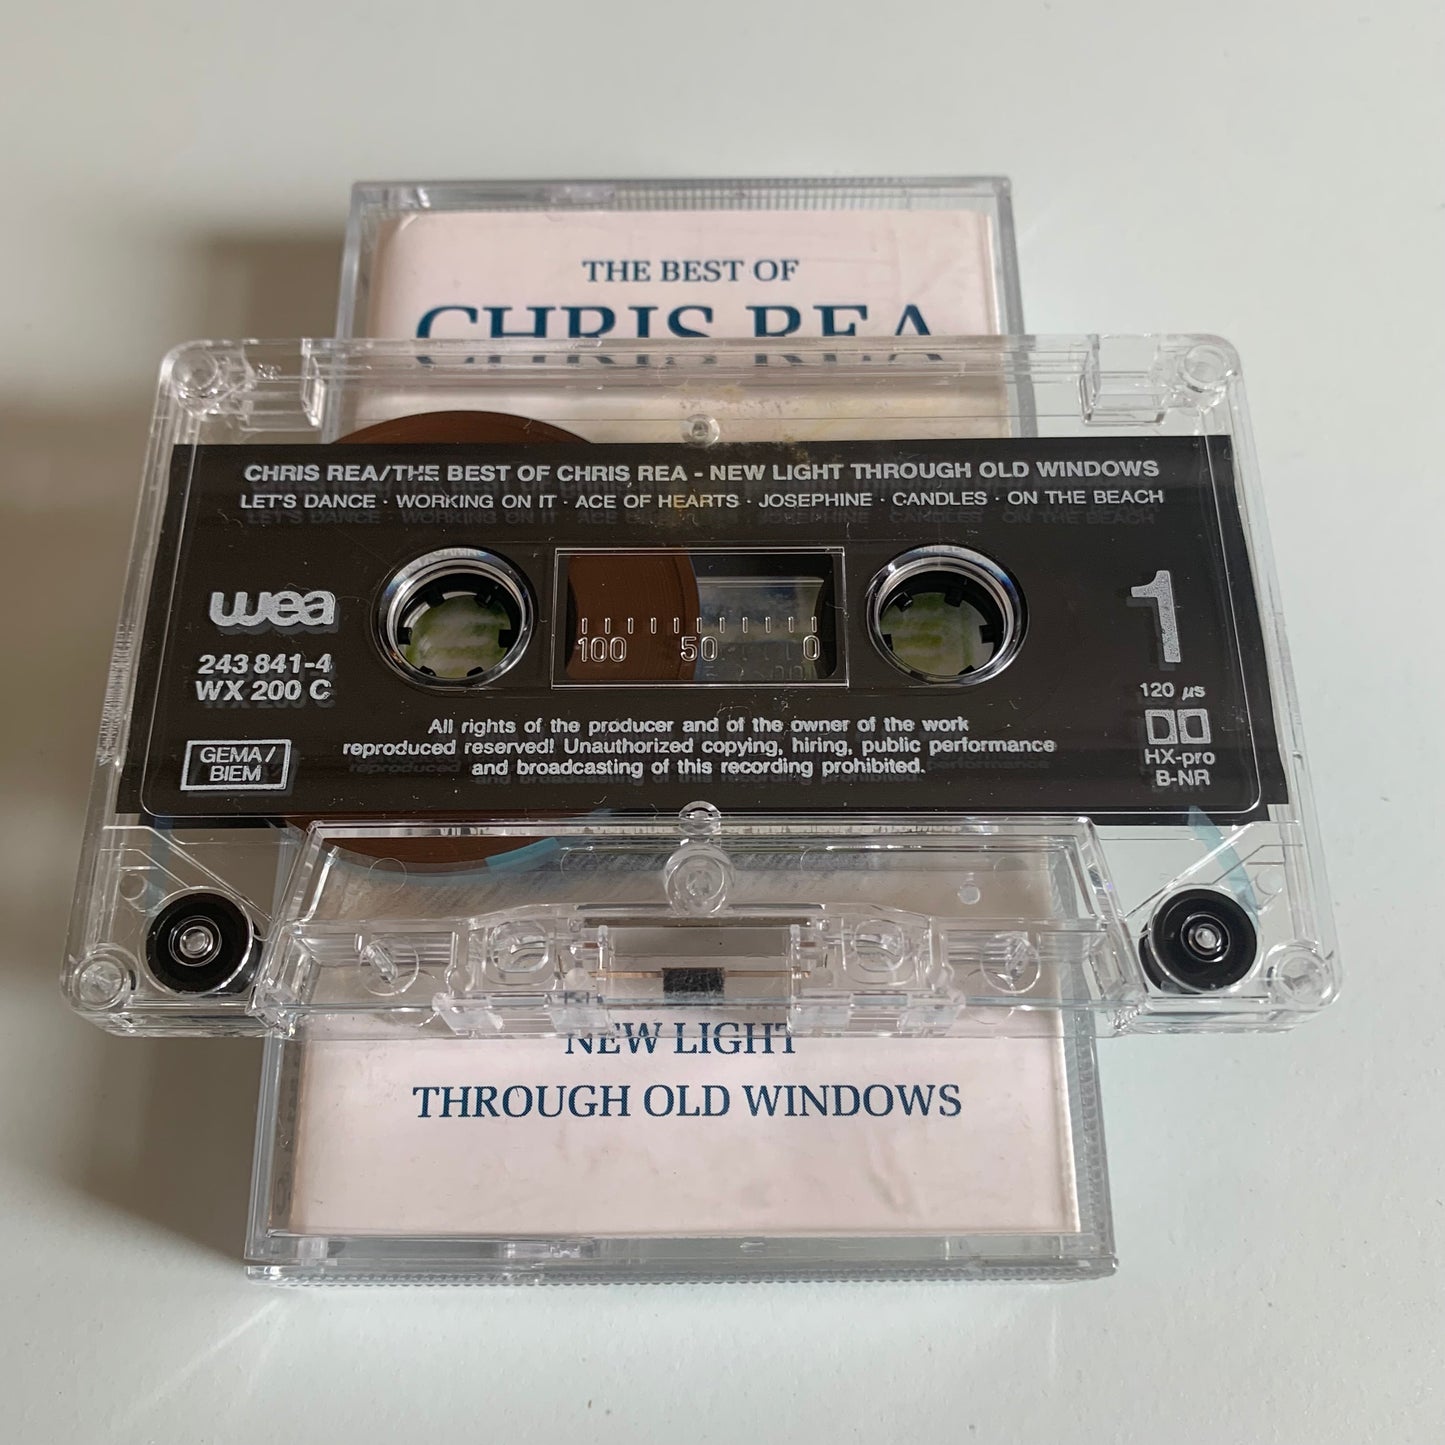 THE BEST OF
CHRIS REA
CHRIS REA/THE BEST OF CHRIS REA - NEW LIGHT THROUGH OLD WINDOWS
LET'S DANCE · WORKING ON IT · ACE OF HEARTS · JOSEPHINE · CANDLES · ON THE BEACH
wea
243 841-4
WX 200 C
GEMA/
BIEM
100 50 0
1
120 µs
HX-pro
B-NR
All rights of the producer and of the owner of the work
reproduced reserved! Unauthorized copying, hiring, public performance
and broadcasting of this recording prohibited.
NEW LIGHT
THROUGH OLD WINDOWS